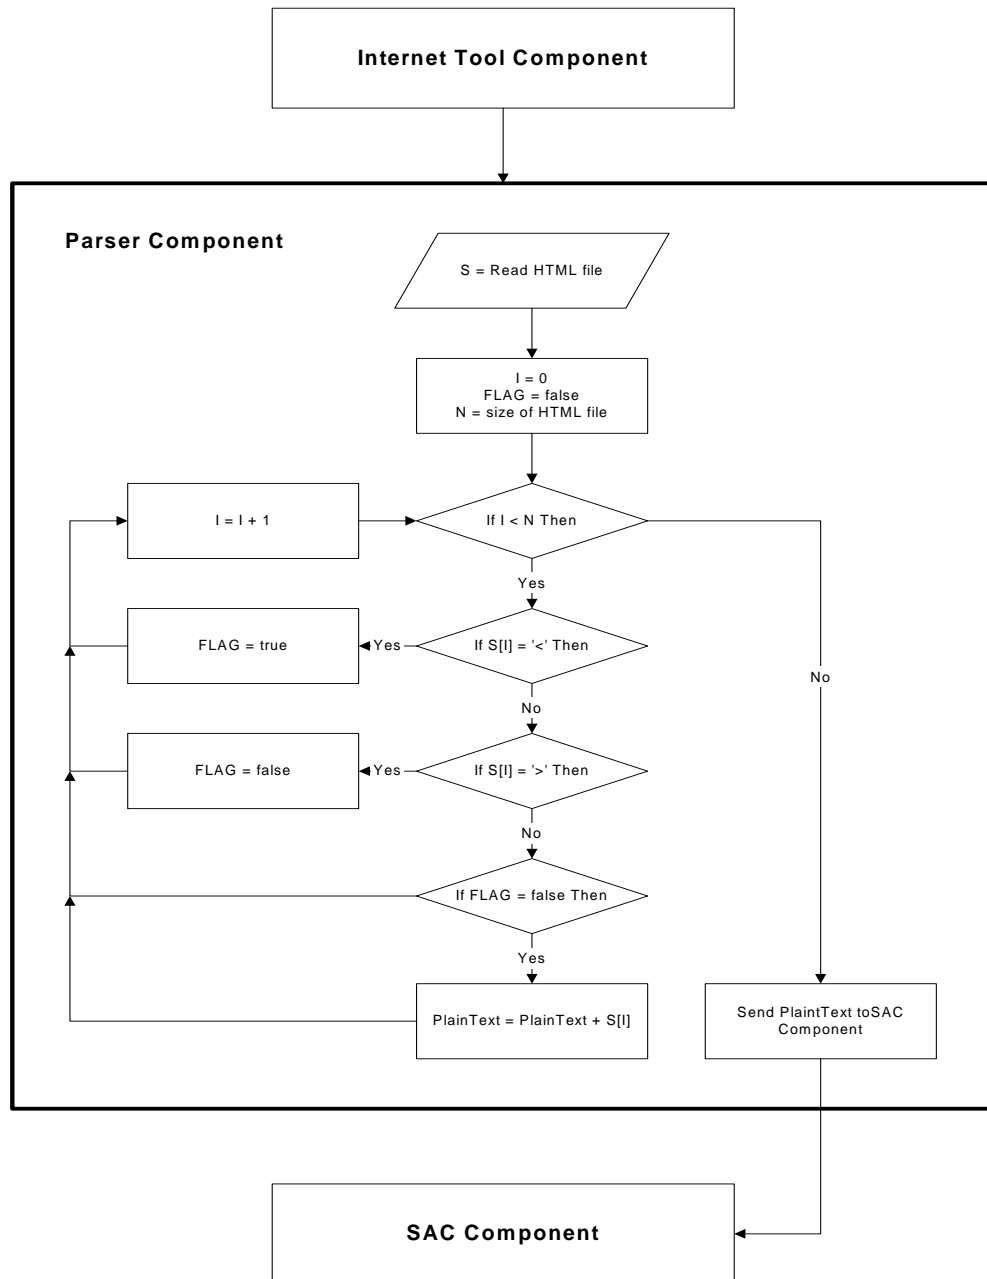 Internet Tool Component
Parser Component
S = Read HTML file
I = 0
FLAG = false
N = size of HTML file
I = I + 1
If I < N Then
Yes
FLAG = true
Yes
If S[I] = '<' Then
No
No
FLAG = false
Yes
If S[I] = '>' Then
No
If FLAG = false Then
Yes
PlainText = PlainText + S[I]
Send PlaintText toSAC
Component
SAC Component